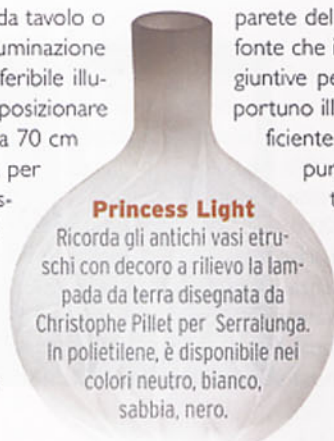 da tavolo o
uminazione
feribile illu-
posizionare
a 70 cm
per
s-
parete del
fonte che i
giuntive pe
portuno ill
ficiente
pur
t
Princess Light
Ricorda gli antichi vasi etru-
schi con decoro a rilievo la lam-
pada da terra disegnata da
Christophe Pillet per Serralunga.
In polietilene, è disponibile nei
colori neutro, bianco,
sabbia, nero.